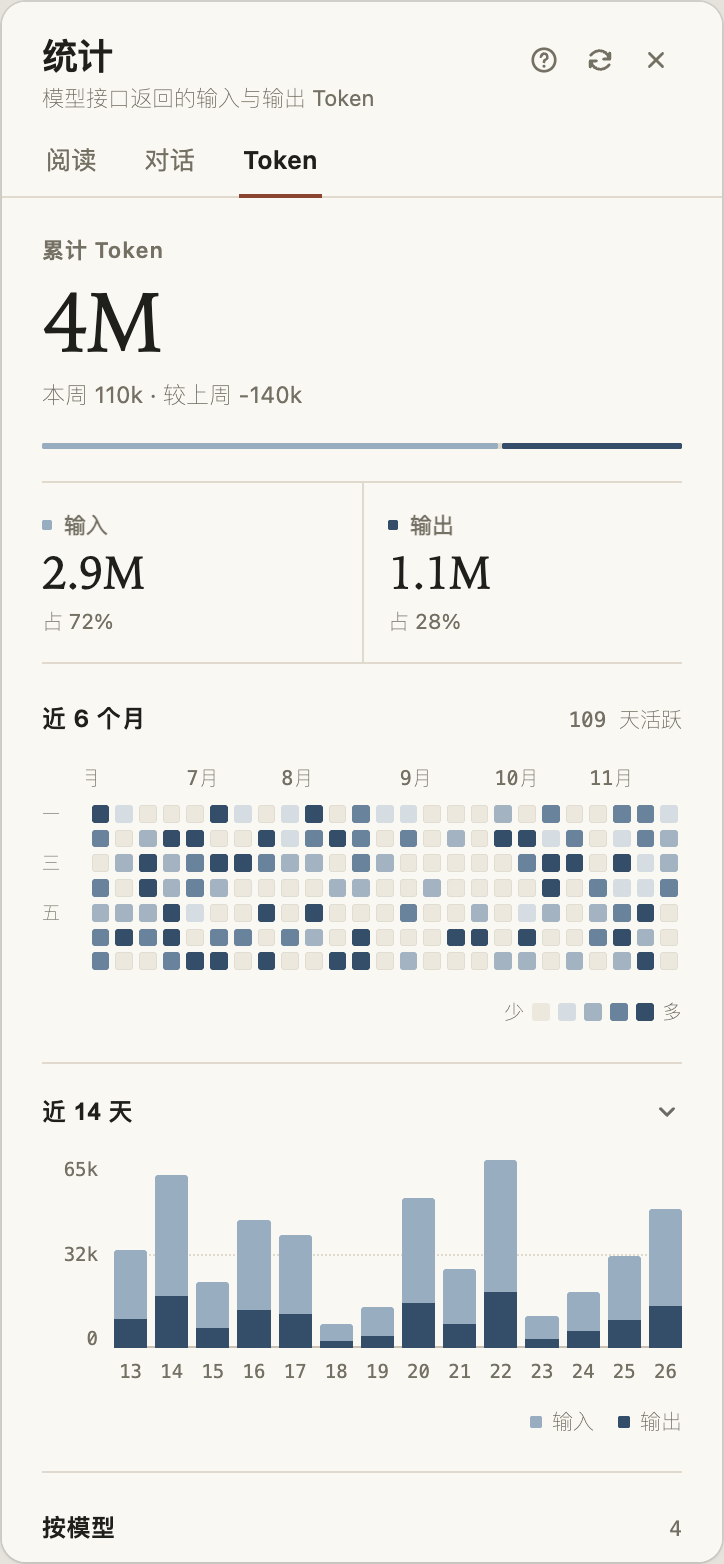 统计
模型接口返回的输入与输出 Token
阅读 对话 Token
累计 Token
4M
本周 110k · 较上周 -140k
输入 输出
2.9M 1.1M
占 72% 占 28%
近 6 个月 109 天活跃
7月 8月 9月 10月 11月
一
三
五
少 多
近 14 天
65k
32k
0
13 14 15 16 17 18 19 20 21 22 23 24 25 26
输入 输出
按模型 4